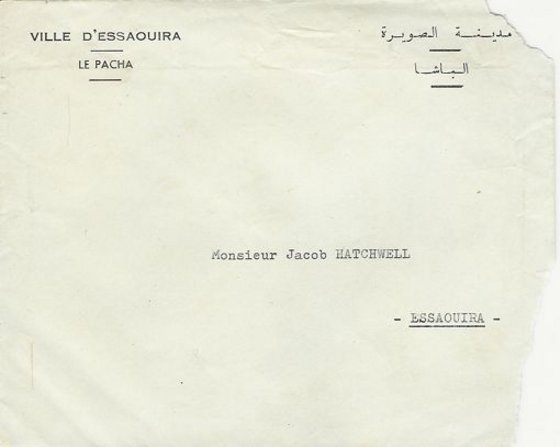 VILLE D'ESSAOUIRA
LE PACHA
مدينة الصويرة
الباشا
Monsieur Jacob HATCHWELL
- ESSAOUIRA -